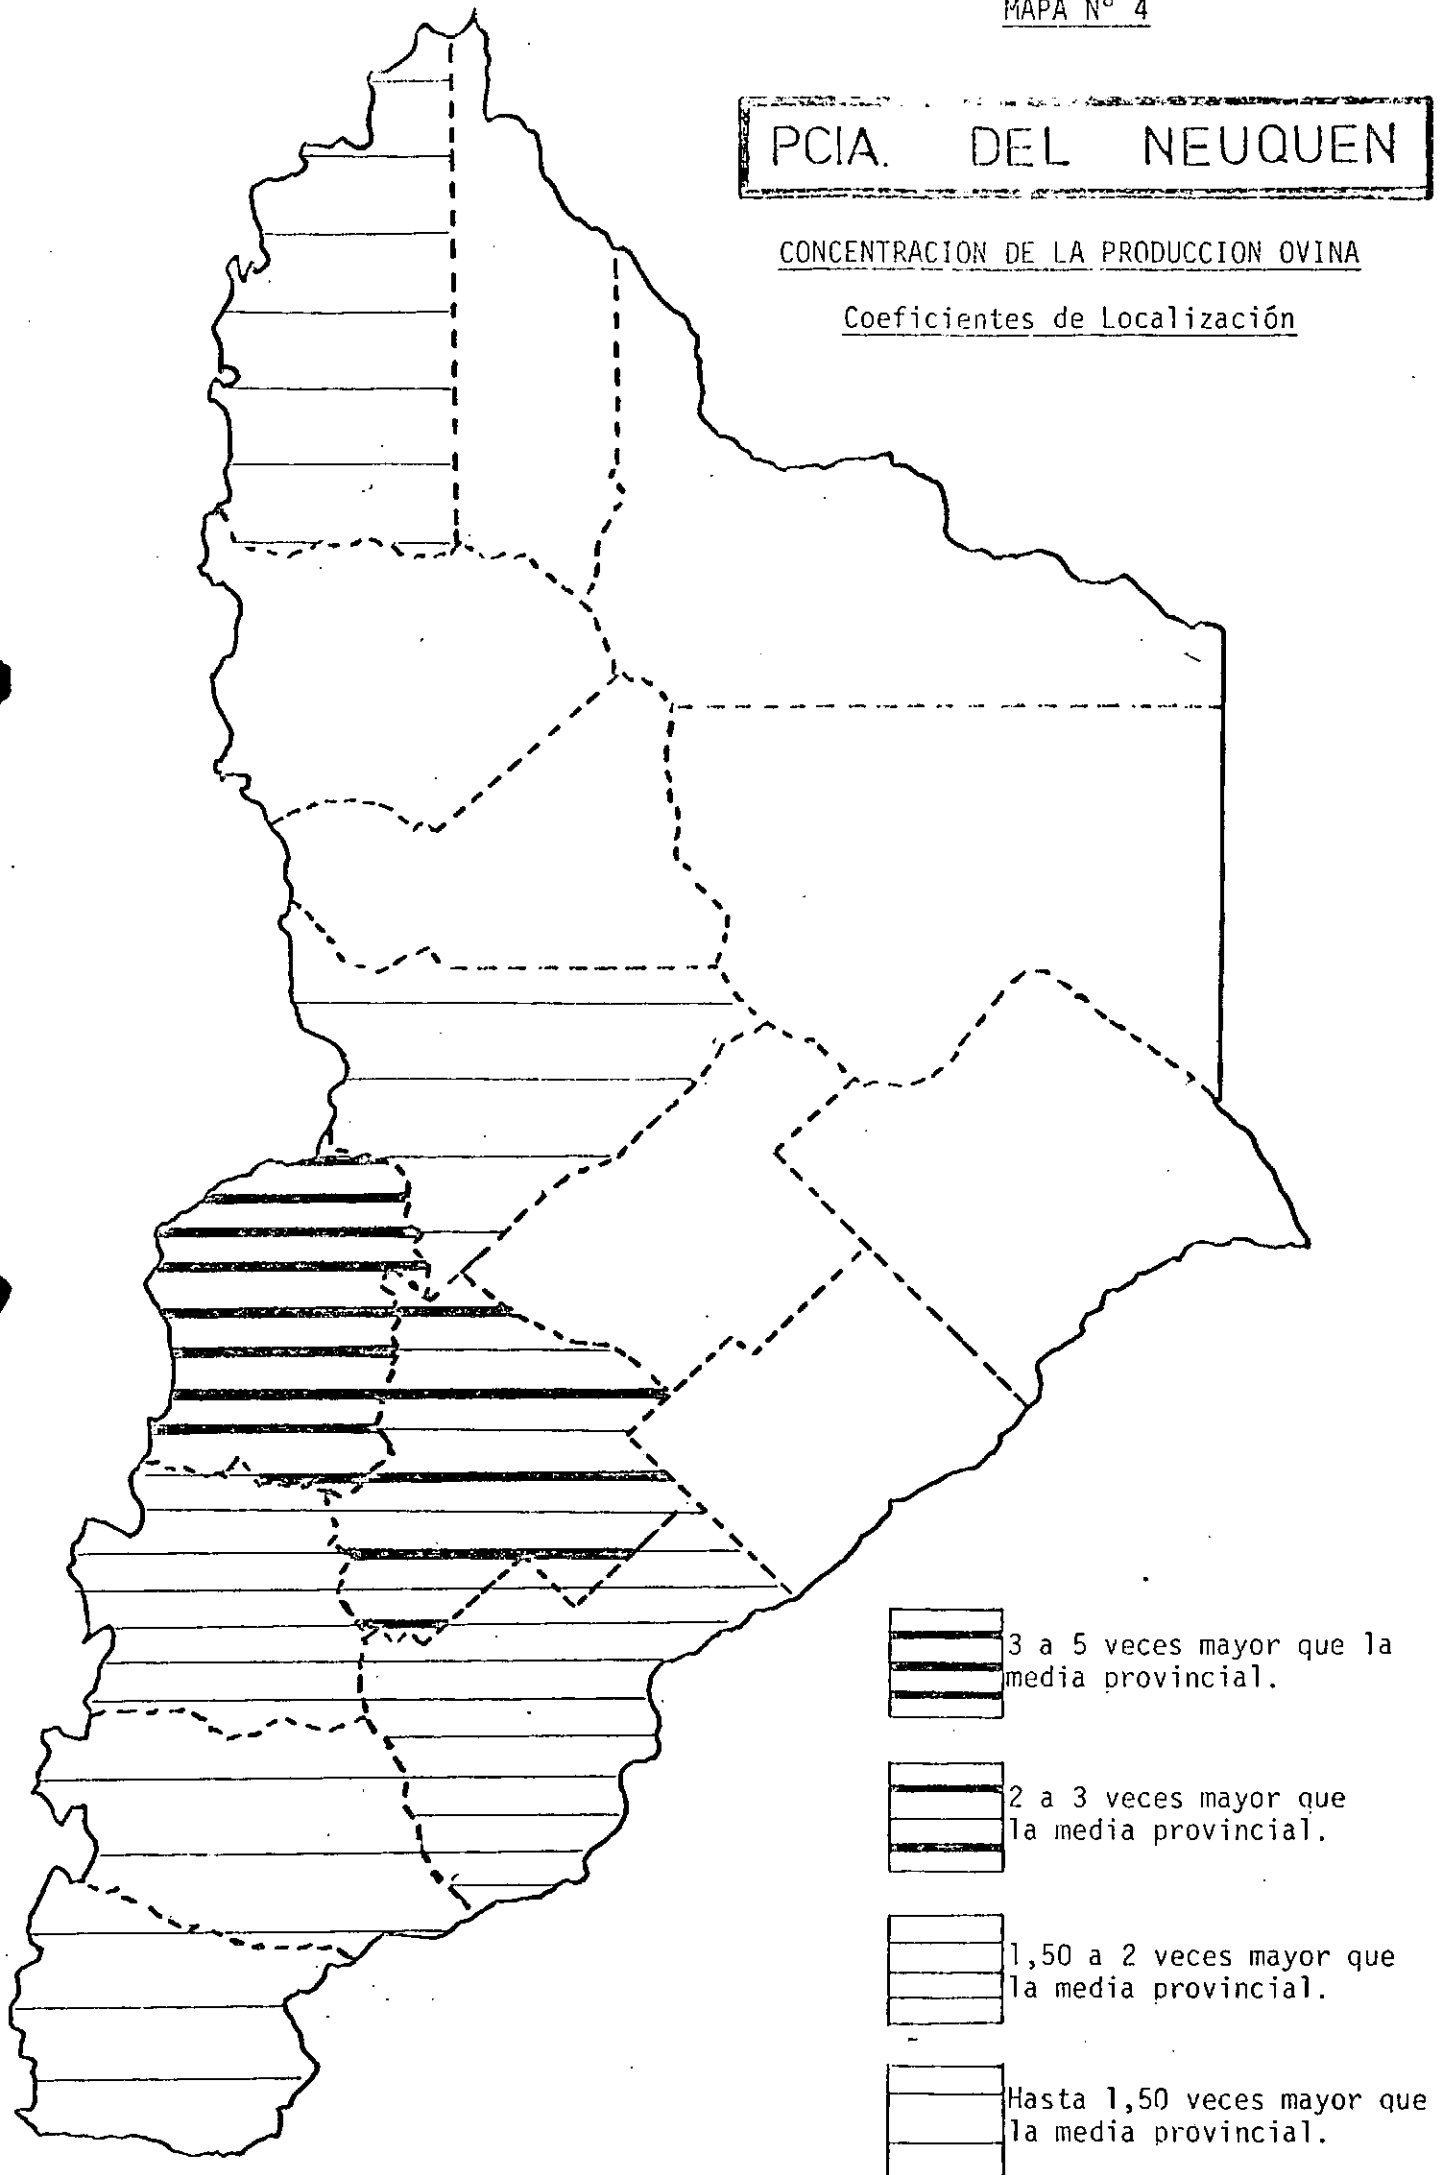 MAPA N° 4
PCIA. DEL NEUQUEN
CONCENTRACION DE LA PRODUCCION OVINA
Coeficientes de Localización
3 a 5 veces mayor que la
media provincial.
2 a 3 veces mayor que
la media provincial.
1,50 a 2 veces mayor que
la media provincial.
Hasta 1,50 veces mayor que
la media provincial.